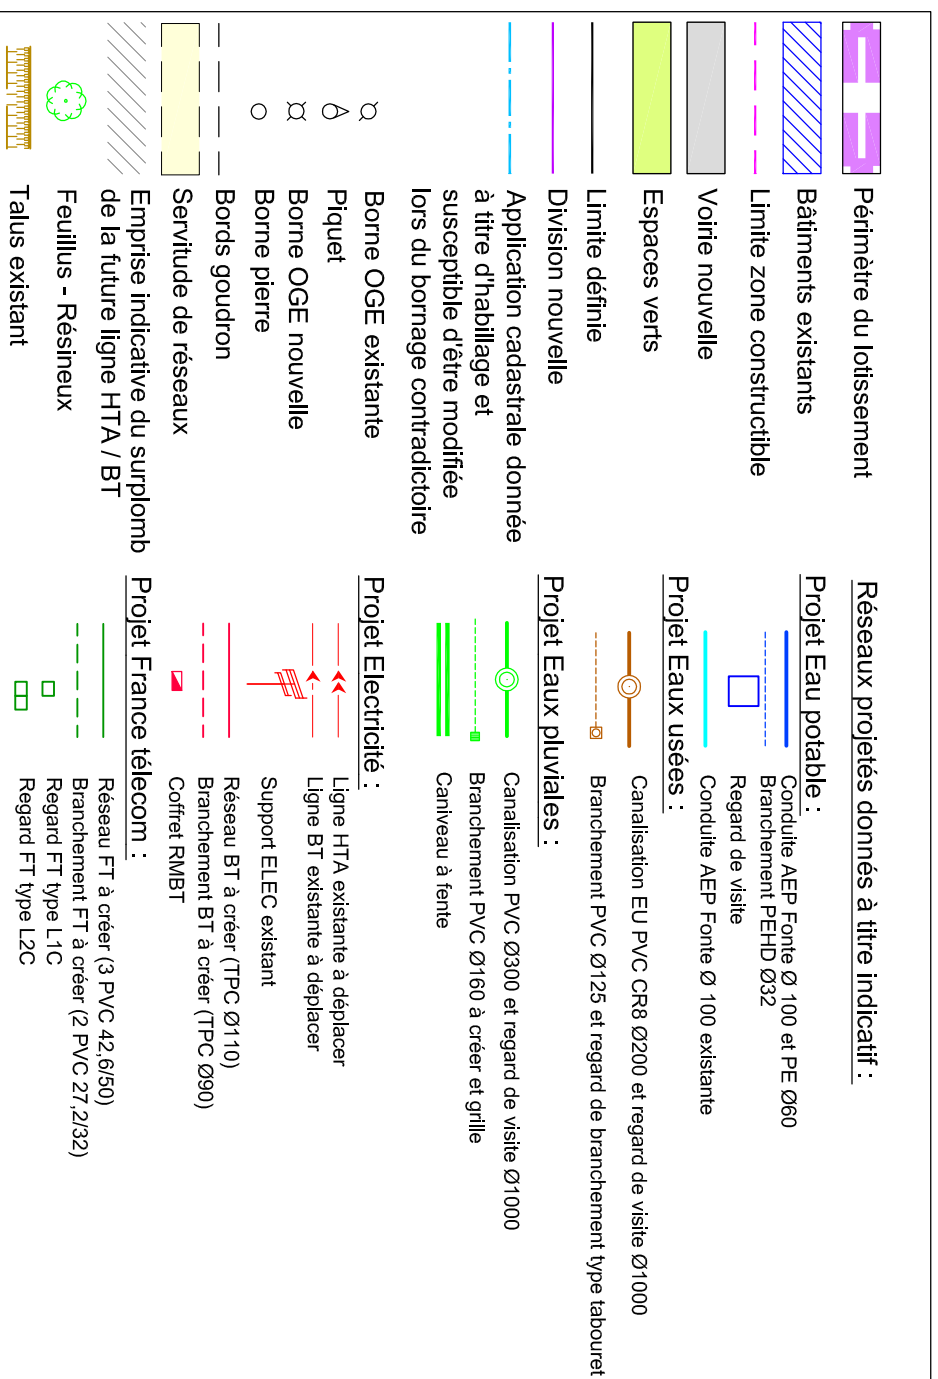 Périmètre du lotissement
Bâtiments existants
Limite zone constructible
Voirie nouvelle
Espaces verts
Limite définie
Division nouvelle
Application cadastrale donnée
à titre d'habillage et
susceptible d'être modifiée
lors du bornage contradictoire
Borne OGE existante
Piquet
Borne OGE nouvelle
Borne pierre
Bords goudron
Servitude de réseaux
Emprise indicative du surplomb
de la future ligne HTA / BT
Feuillus - Résineux
Talus existant
Réseaux projetés donnés à titre indicatif :
Projet Eau potable :
Conduite AEP Fonte Ø 100 et PE Ø60
Branchement PEHD Ø32
Regard de visite
Conduite AEP Fonte Ø 100 existante
Projet Eaux usées :
Canalisation EU PVC CR8 Ø200 et regard de visite Ø1000
Branchement PVC Ø125 et regard de branchement type tabouret
Projet Eaux pluviales :
Canalisation PVC Ø300 et regard de visite Ø1000
Branchement PVC Ø160 à créer et grille
Caniveau à fente
Projet Electricité :
Ligne HTA existante à déplacer
Ligne BT existante à déplacer
Support ELEC existant
Réseau BT à créer (TPC Ø110)
Branchement BT à créer (TPC Ø90)
Coffret RMBT
Projet France télecom :
Réseau FT à créer (3 PVC 42,6/50)
Branchement FT à créer (2 PVC 27,2/32)
Regard FT type L1C
Regard FT type L2C